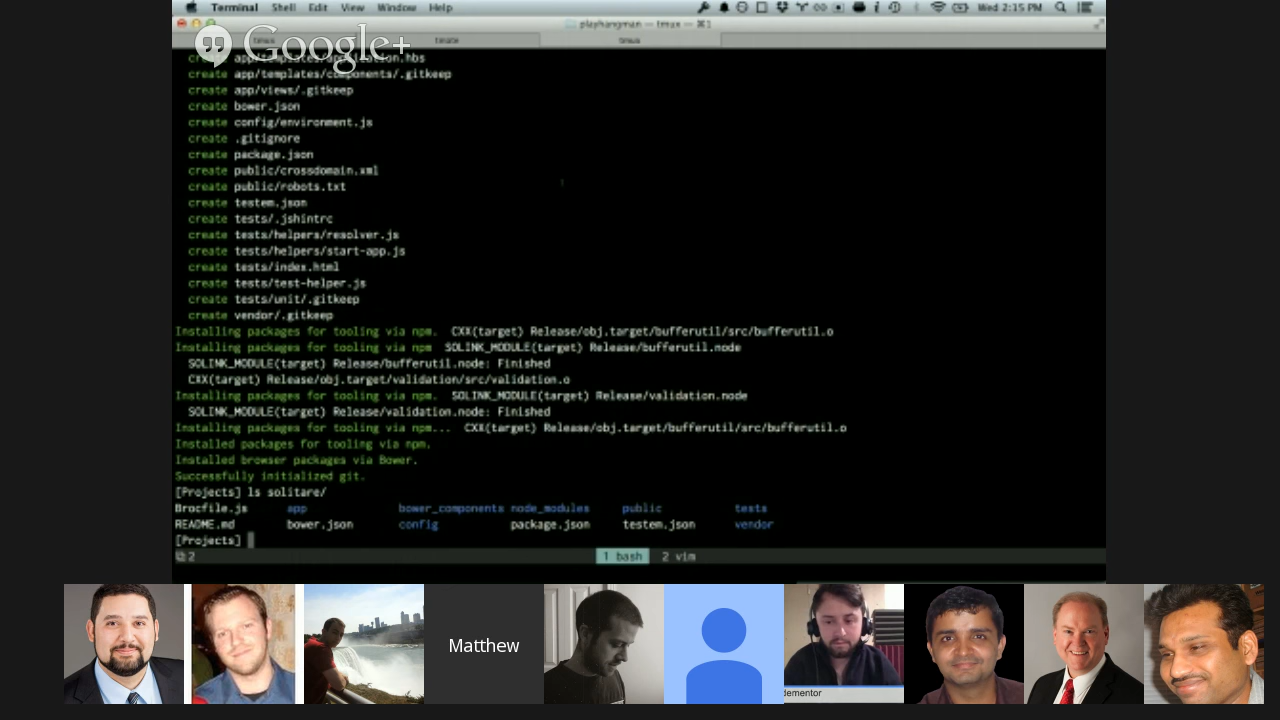 Terminal Shell Edit View Window Help Wed 2:15 PM
playhangman — tmux — ⌘1
tmux tmate tmux
Google+
create app/templates/application.hbs
create app/templates/components/.gitkeep
create app/views/.gitkeep
create bower.json
create config/environment.js
create .gitignore
create package.json
create public/crossdomain.xml
create public/robots.txt
create testem.json
create tests/.jshintrc
create tests/helpers/resolver.js
create tests/helpers/start-app.js
create tests/index.html
create tests/test-helper.js
create tests/unit/.gitkeep
create vendor/.gitkeep
Installing packages for tooling via npm. CXX(target) Release/obj.target/bufferutil/src/bufferutil.o
Installing packages for tooling via npm SOLINK_MODULE(target) Release/bufferutil.node
SOLINK_MODULE(target) Release/bufferutil.node: Finished
CXX(target) Release/obj.target/validation/src/validation.o
Installing packages for tooling via npm. SOLINK_MODULE(target) Release/validation.node
SOLINK_MODULE(target) Release/validation.node: Finished
Installing packages for tooling via npm... CXX(target) Release/obj.target/bufferutil/src/bufferutil.o
Installed packages for tooling via npm.
Installed browser packages via Bower.
Successfully initialized git.
[Projects] ls solitare/
Brocfile.js app bower_components node_modules public tests
README.md bower.json config package.json testem.json vendor
[Projects]
2 1 bash 2 vim
Matthew
dementor